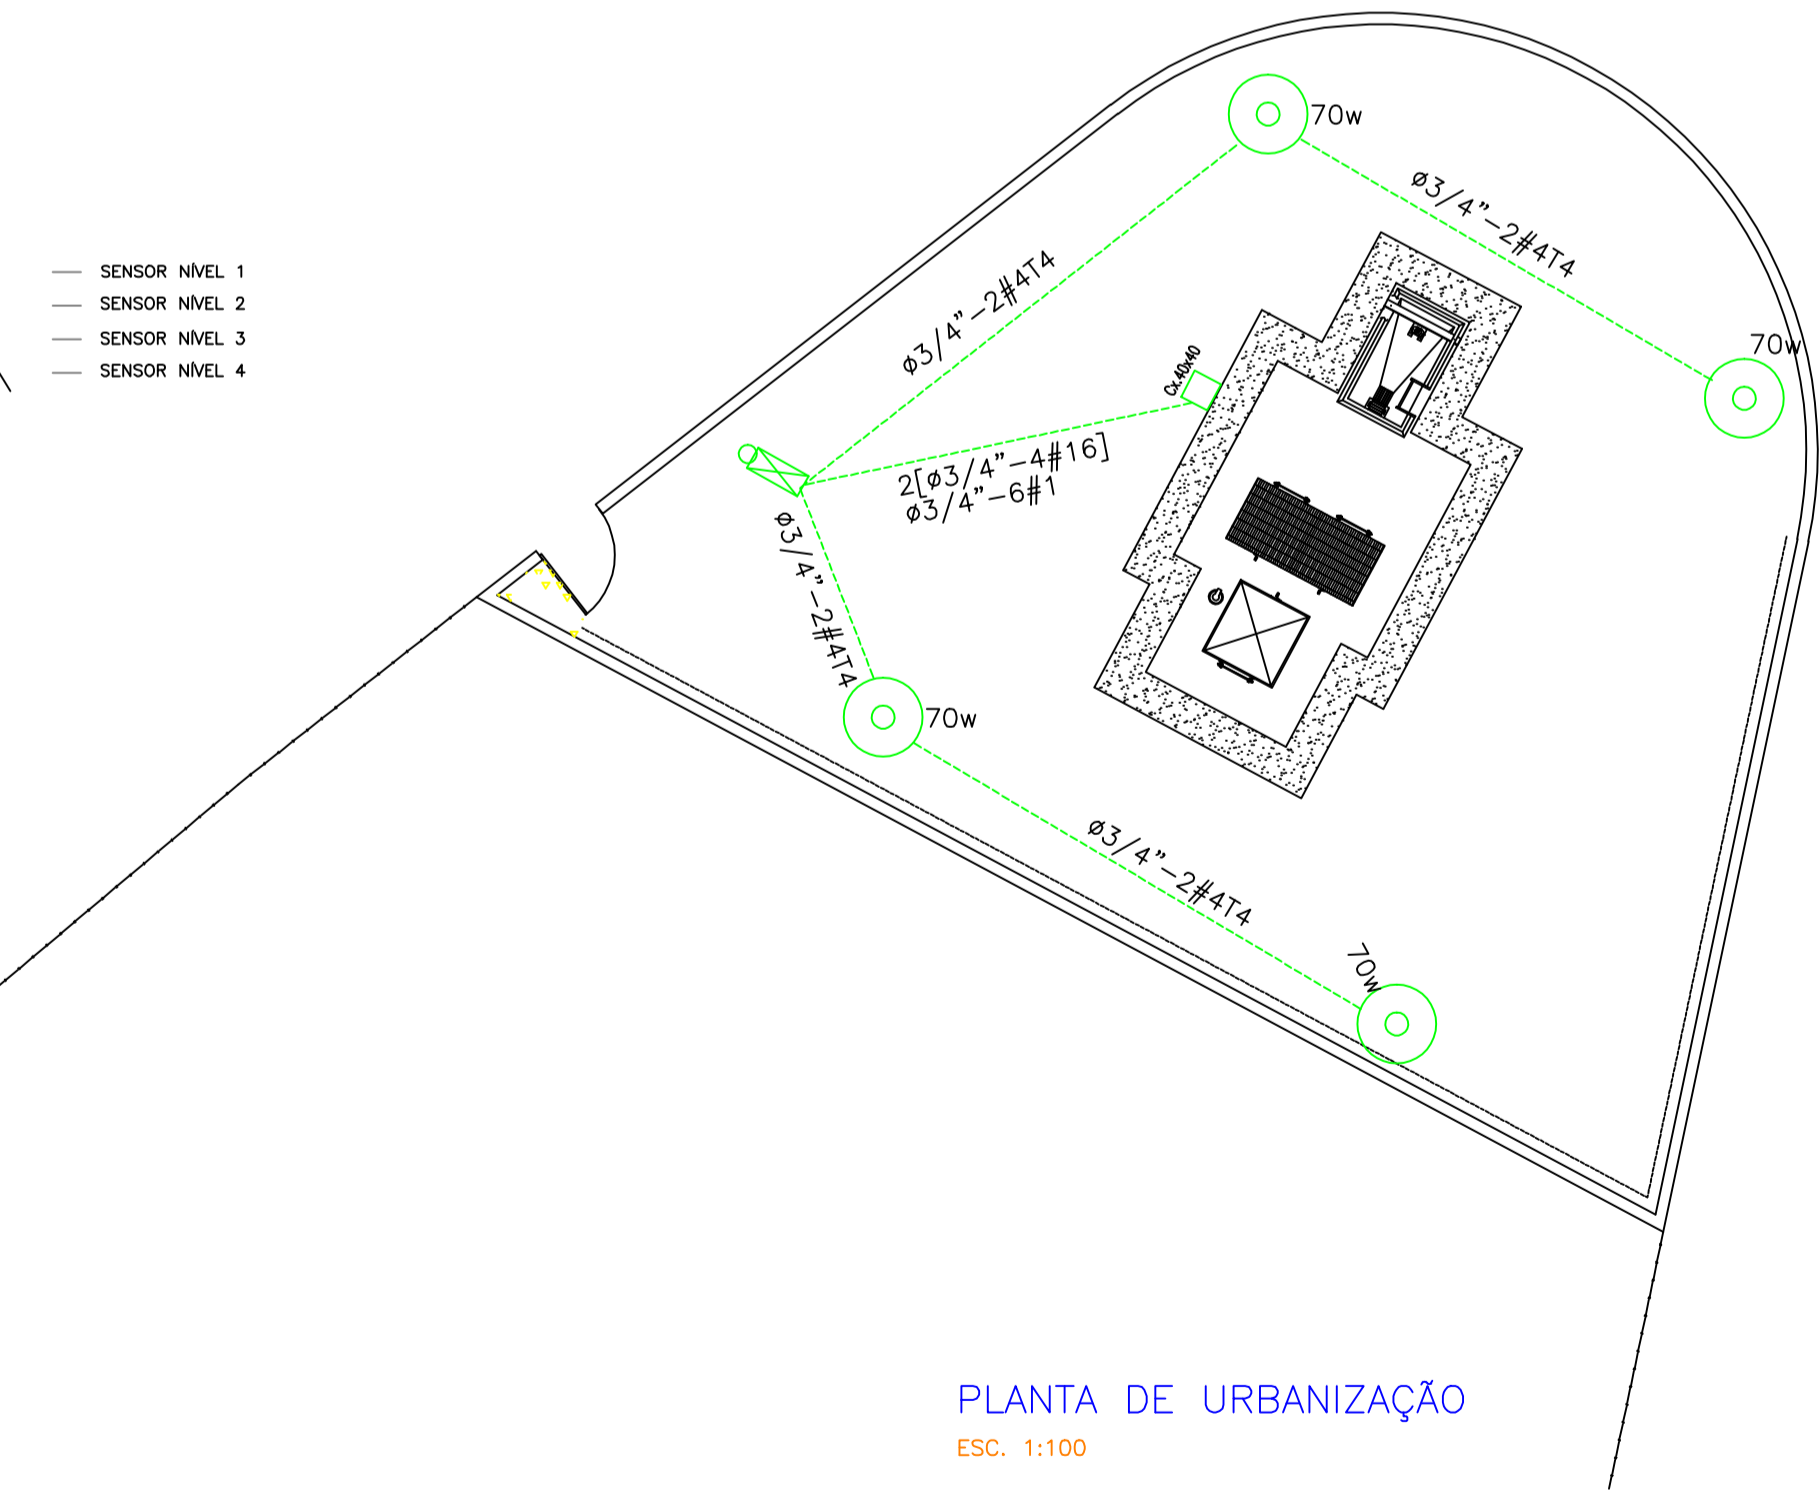 70w
ø3/4"-2#4T4
SENSOR NÍVEL 1
SENSOR NÍVEL 2
SENSOR NÍVEL 3
SENSOR NÍVEL 4
ø3/4"-2#4T4
70w
Cx.40x40
2[ø3/4"-4#16]
ø3/4"-6#1
ø3/4"-2#4T4
70w
ø3/4"-2#4T4
70w
PLANTA DE URBANIZAÇÃO
ESC. 1:100